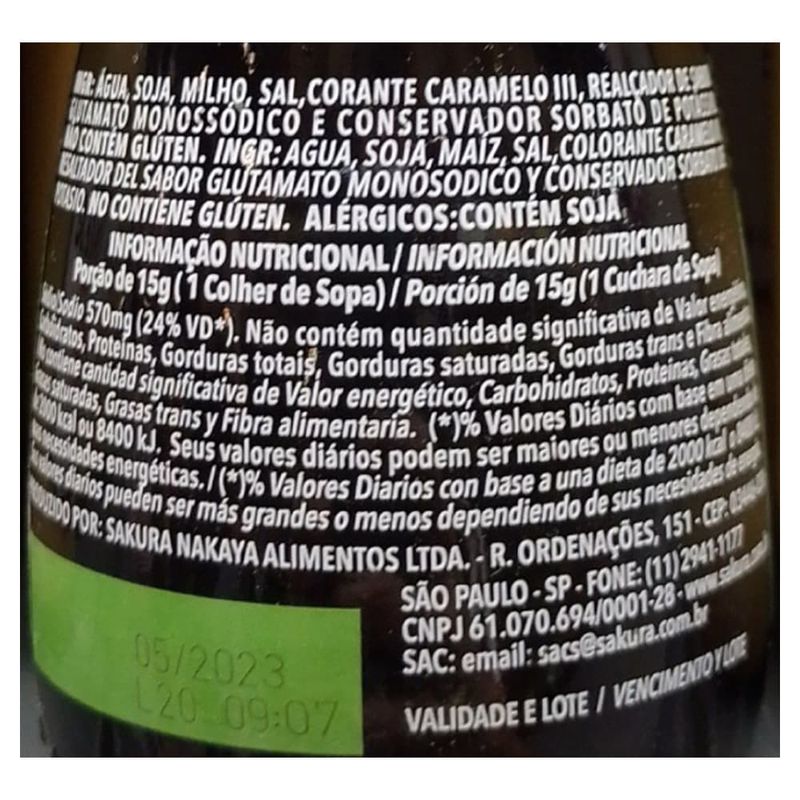 INGR: ÁGUA, SOJA, MILHO, SAL, CORANTE CARAMELO III, REALÇADOR DE
GLUTAMATO MONOSSÓDICO E CONSERVADOR SORBATO DE
NÃO CONTÉM GLÚTEN. INGR: AGUA, SOJA, MAÍZ, SAL, COLORANTE
RESALTADOR DEL SABOR GLUTAMATO MONOSODICO Y CONSERVADOR
NO CONTIENE GLÚTEN. ALÉRGICOS: CONTÉM SOJA
INFORMAÇÃO NUTRICIONAL / INFORMACIÓN NUTRICIONAL
Porção de 15g (1 Colher de Sopa) / Porción de 15g (1 Cuchara de Sopa)
570mg (24% VD*). Não contém quantidade significativa de Valor
Proteínas, Gorduras totais, Gorduras saturadas, Gorduras trans e Fibra
contiene cantidad significativa de Valor energético, Carbohidratos, Proteínas, Grasas
saturadas, Grasas trans y Fibra alimentaria. (*)% Valores Diários com base em uma
kcal ou 8400 kJ. Seus valores diários podem ser maiores ou menores
necessidades energéticas. / (*)% Valores Diarios con base a una dieta de 2000 kcal
valores diarios pueden ser más grandes o menos dependiendo de sus necesidades
POR: SAKURA NAKAYA ALIMENTOS LTDA. - R. ORDENAÇÕES, 151 - CEP:
SÃO PAULO - SP - FONE: (11) 2941-1177
CNPJ 61.070.694/0001-28 -
SAC: email: sacs@sakura.com.br
05/2023
L20 09:07
VALIDADE E LOTE / VENCIMENTO Y LOTE